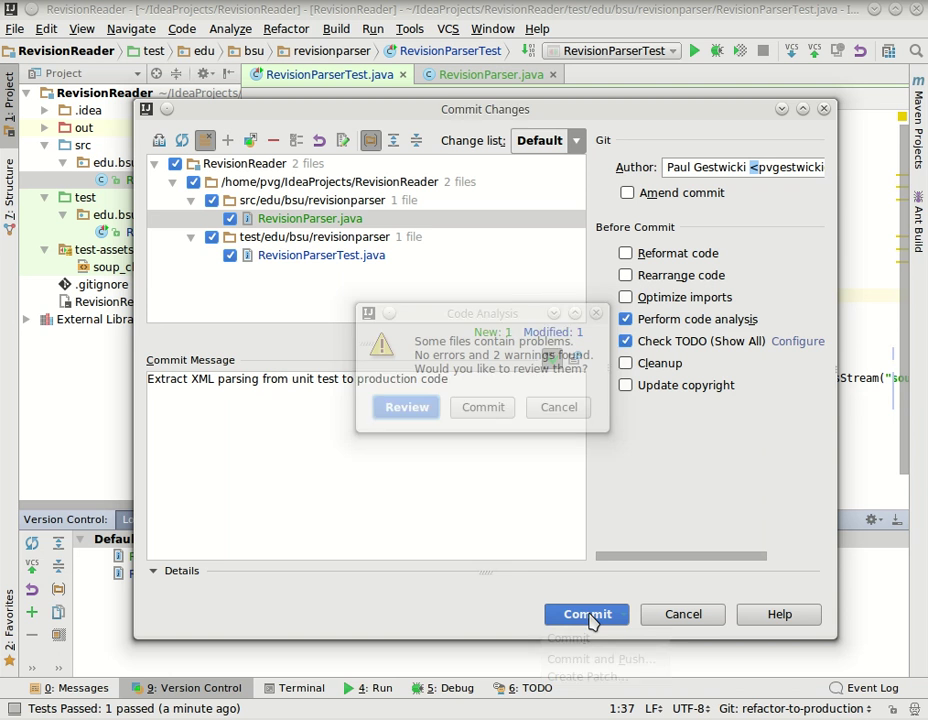 RevisionReader - [~/IdeaProjects/RevisionReader] - [RevisionReader] - ~/IdeaProjects/RevisionReader/test/edu/bsu/revisionparser/RevisionParserTest.java - I...
File Edit View Navigate Code Analyze Refactor Build Run Tools VCS Window Help
RevisionReader test edu bsu revisionparser RevisionParserTest RevisionParserTest VCS VCS
Project RevisionParserTest.java RevisionParser.java
1: Project
7: Structure
2: Favorites
RevisionReader ~/IdeaProjects/
.idea
out
src
edu.bs
R
test
edu.bs
R
test-assets
soup_cl
.gitignore
RevisionRe
External Libra
Commit Changes
Change list: Default
RevisionReader 2 files
/home/pvg/IdeaProjects/RevisionReader 2 files
src/edu/bsu/revisionparser 1 file
RevisionParser.java
test/edu/bsu/revisionparser 1 file
RevisionParserTest.java
New: 1 Modified: 1
Commit Message
Extract XML parsing from unit test to production code
Details
Git
Author: Paul Gestwicki <pvgestwicki
Amend commit
Before Commit
Reformat code
Rearrange code
Optimize imports
Perform code analysis
Check TODO (Show All) Configure
Cleanup
Update copyright
Code Analysis
Some files contain problems.
No errors and 2 warnings found.
Would you like to review them?
Review Commit Cancel
Commit Cancel Help
Commit
Commit and Push...
Create Patch...
sStream("sou
Maven Projects
Ant Build
Version Control: Lo
Defau
VCS
0: Messages 9: Version Control Terminal 4: Run 5: Debug 6: TODO Event Log
Tests Passed: 1 passed (a minute ago) 1:37 LF UTF-8 Git: refactor-to-production